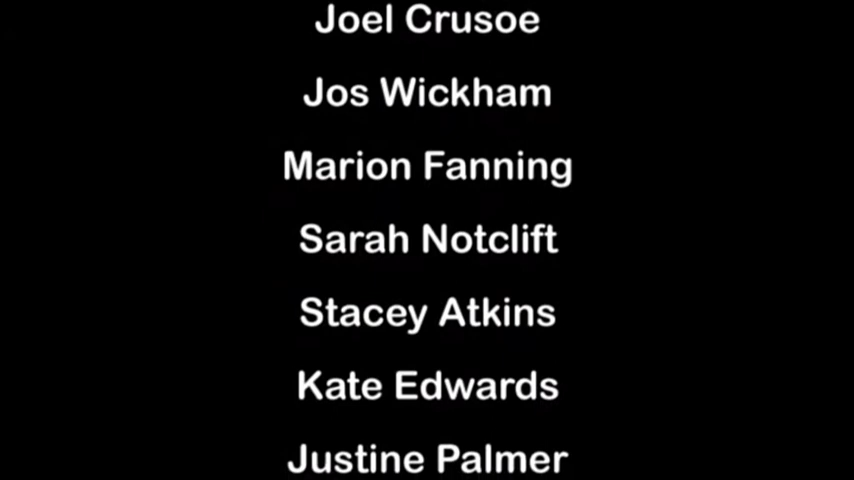 Joel Crusoe
Jos Wickham
Marion Fanning
Sarah Notclift
Stacey Atkins
Kate Edwards
Justine Palmer